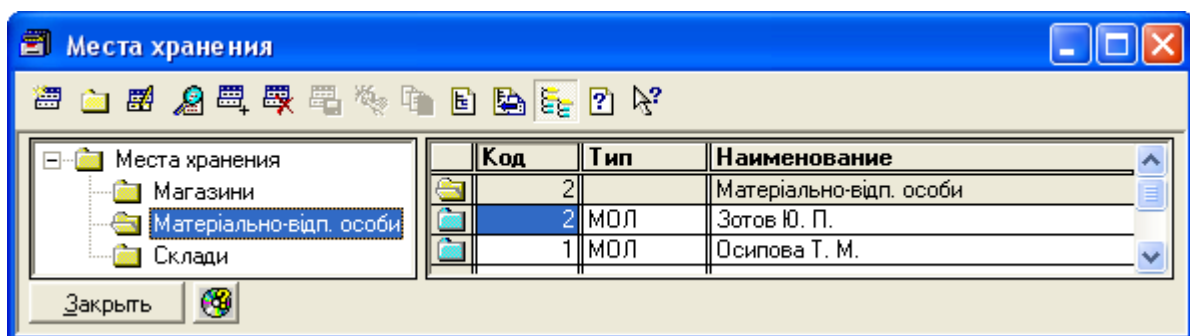 Места хранения
Места хранения
Магазини
Матеріально-відп. особи
Склади
Код Тип Наименование
2 Матеріально-відп. особи
2 МОЛ Зотов Ю. П.
1 МОЛ Осипова Т. М.
Закрыть